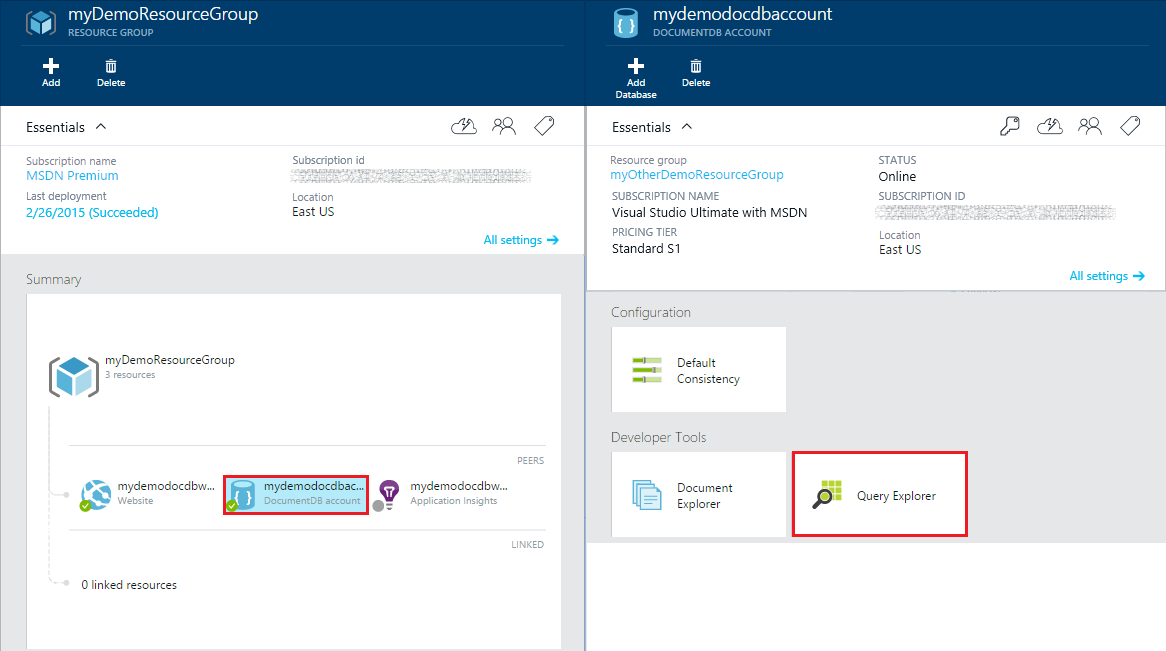 myDemoResourceGroup
RESOURCE GROUP
Add
Delete
Essentials
Subscription name
MSDN Premium
Subscription id
Last deployment
2/26/2015 (Succeeded)
Location
East US
All settings
Summary
myDemoResourceGroup
3 resources
PEERS
mydemodocdbw...
Website
mydemodocdbac...
DocumentDB account
mydemodocdbw...
Application Insights
LINKED
0 linked resources
mydemodocdbaccount
DOCUMENTDB ACCOUNT
Add
Database
Delete
Essentials
Resource group
myOtherDemoResourceGroup
STATUS
Online
SUBSCRIPTION NAME
Visual Studio Ultimate with MSDN
SUBSCRIPTION ID
PRICING TIER
Standard S1
Location
East US
All settings
Configuration
Default
Consistency
Developer Tools
Document
Explorer
Query Explorer